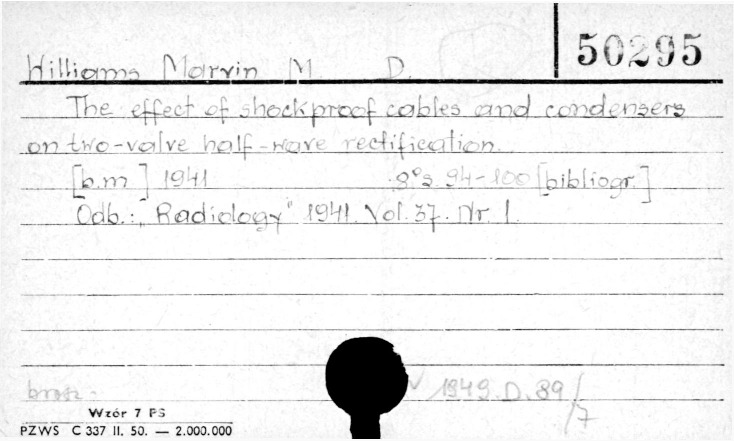 50295
Williams Marvin M. D.
The effect of shockproof cables and condensers
on two-valve half-wave rectification.
[b.m] 1941 8° s. 94-100 [bibliogr.]
Odb.: „Radiology" 1941. Vol. 37. Nr 1.
brosz.
V 1949. D. 89/7
Wzór 7 PS
PZWS C 337 II. 50. — 2.000.000